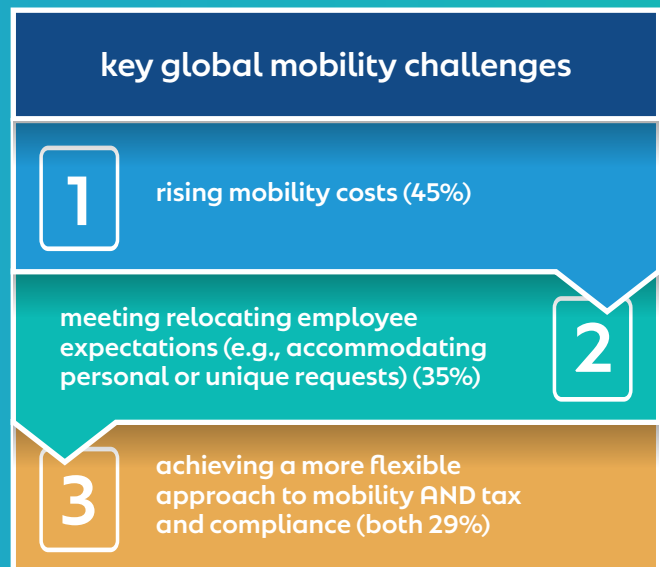 key global mobility challenges
1
rising mobility costs (45%)
meeting relocating employee
expectations (e.g., accommodating
personal or unique requests) (35%)
2
3
achieving a more flexible
approach to mobility AND tax
and compliance (both 29%)